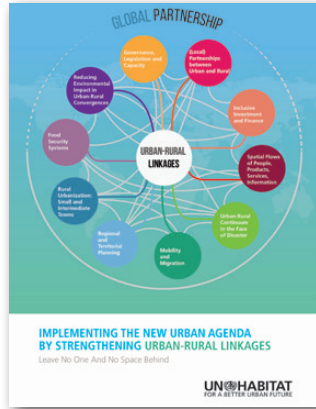 GLOBAL PARTNERSHIP
Governance,
Legislation and
Capacity
(Local)
Partnerships
between
Urban and Rural
Reducing
Environmental
Impact in
Urban-Rural
Convergences
Inclusive
Investment
and Finance
Food
Security
Systems
URBAN-RURAL
LINKAGES
Spatial Flows
of People,
Products,
Services,
Information
Rural
Urbanization:
Small and
Intermediate
Towns
Urban-Rural
Continuum
in the Face
of Disaster
Regional
and
Territorial
Planning
Mobility
and
Migration
IMPLEMENTING THE NEW URBAN AGENDA
BY STRENGTHENING URBAN-RURAL LINKAGES
Leave No One And No Space Behind
UN HABITAT
FOR A BETTER URBAN FUTURE